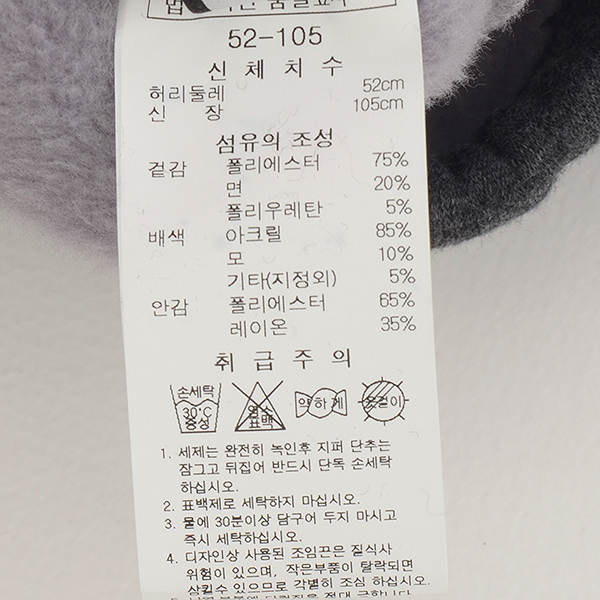 52-105
신 체 치 수
허리둘레 52cm
신 장 105cm
섬유의 조성
겉감 폴리에스터 75%
면 20%
폴리우레탄 5%
배색 아크릴 85%
모 10%
기타(지정외) 5%
안감 폴리에스터 65%
레이온 35%
취 급 주 의
손세탁 30℃ 중성
염소 표백
약하게
옷걸이
1. 세제는 완전히 녹인후 지퍼 단추는
잠그고 뒤집어 반드시 단독 손세탁
하십시오.
2. 표백제로 세탁하지 마십시오.
3. 물에 30분이상 담구어 두지 마시고
즉시 세탁하십시오.
4. 디자인상 사용된 조임끈은 질식사
위험이 있으며, 작은부품이 탈락되면
삼킬수 있으므로 각별히 조심 하십시오.